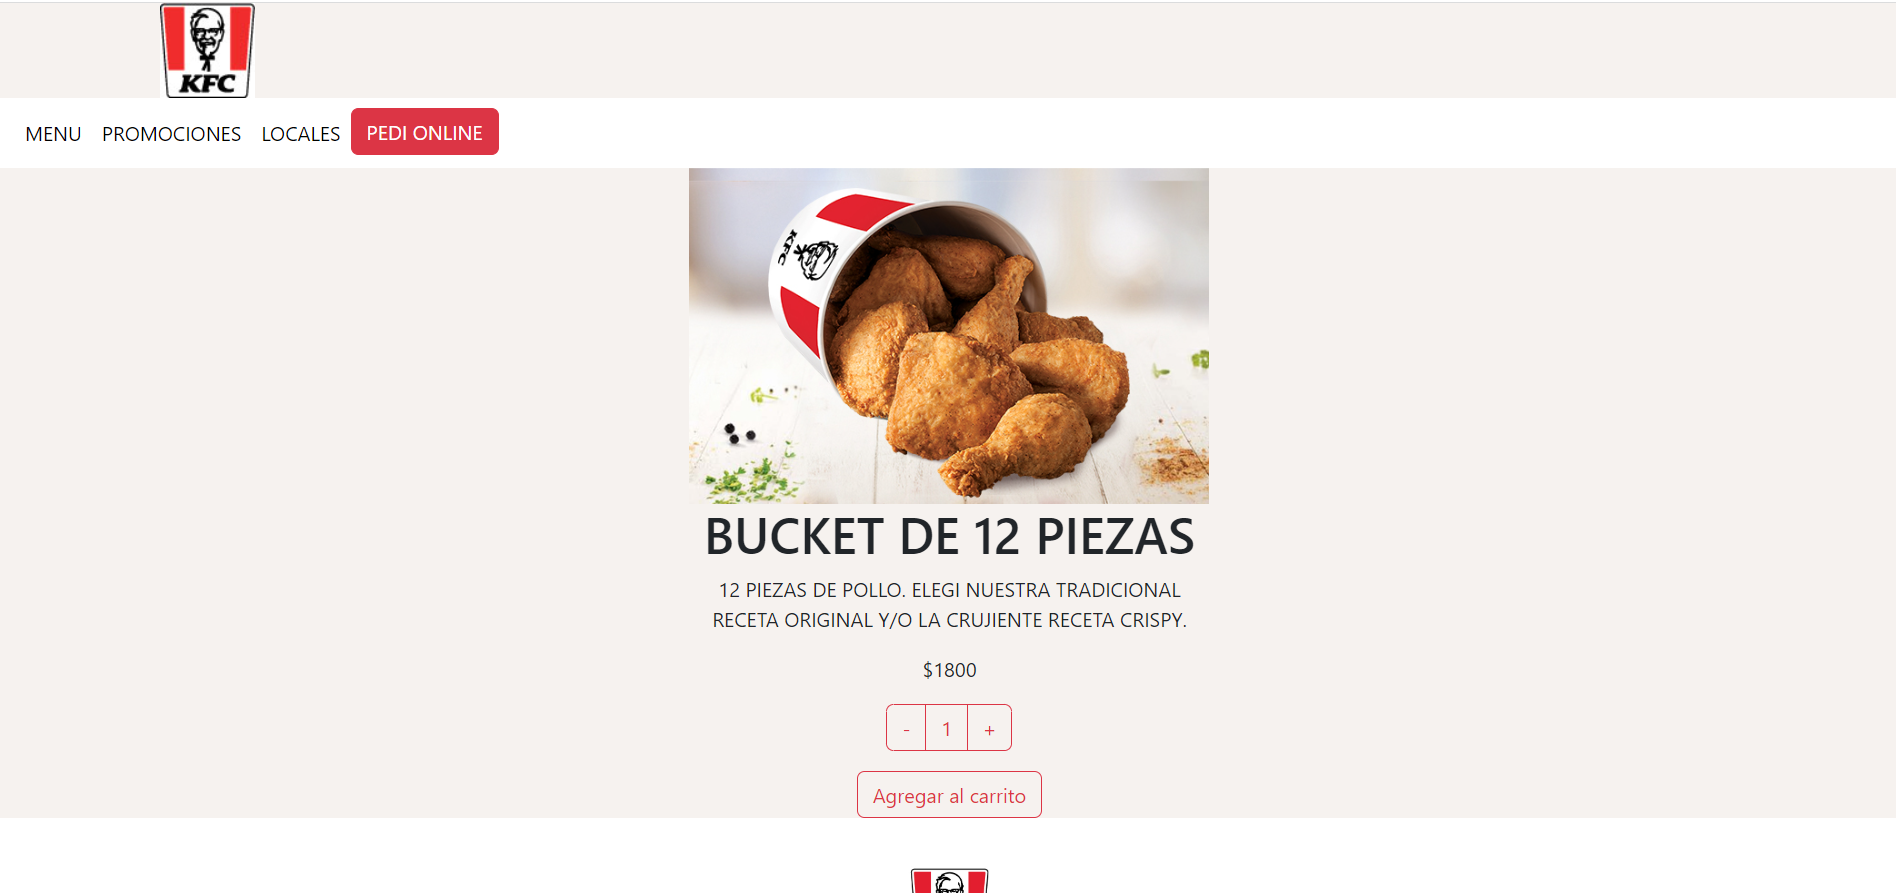 KFC
MENU PROMOCIONES LOCALES PEDI ONLINE
KFC
BUCKET DE 12 PIEZAS
12 PIEZAS DE POLLO. ELEGI NUESTRA TRADICIONAL
RECETA ORIGINAL Y/O LA CRUJIENTE RECETA CRISPY.
$1800
- 1 +
Agregar al carrito